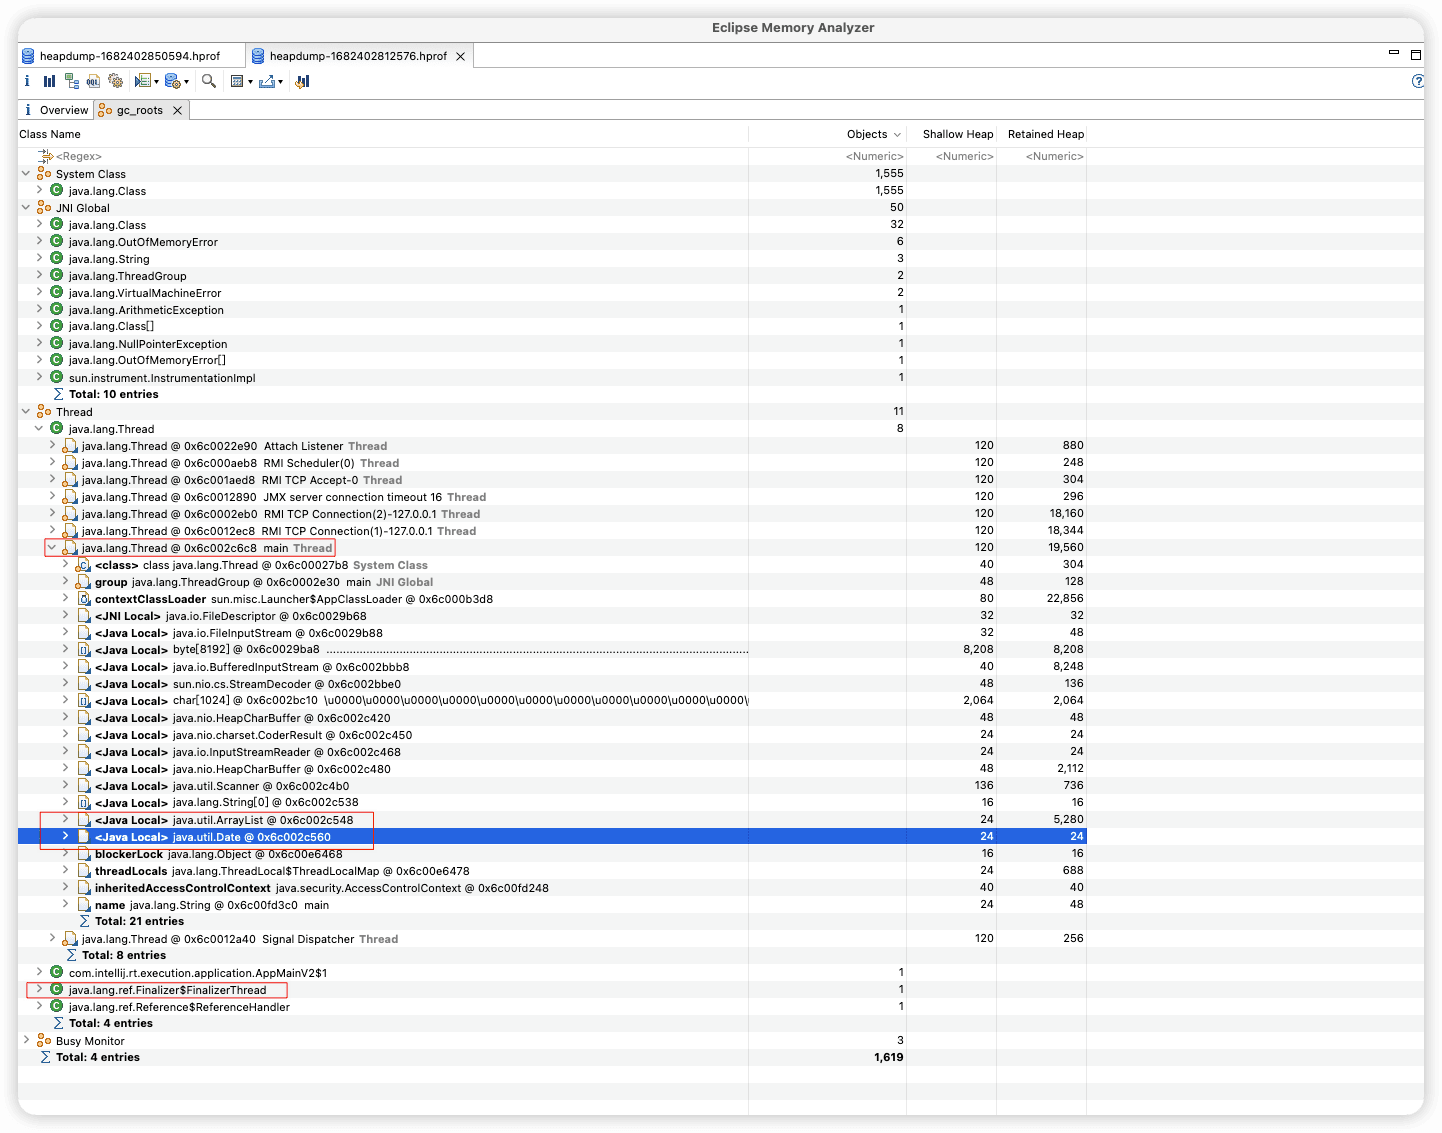 Eclipse Memory Analyzer
heapdump-1682402850594.hprof heapdump-1682402812576.hprof
i Overview gc_roots
Class Name Objects Shallow Heap Retained Heap
<Regex> <Numeric> <Numeric> <Numeric>
System Class 1,555
java.lang.Class 1,555
JNI Global 50
java.lang.Class 32
java.lang.OutOfMemoryError 6
java.lang.String 3
java.lang.ThreadGroup 2
java.lang.VirtualMachineError 2
java.lang.ArithmeticException 1
java.lang.Class[] 1
java.lang.NullPointerException 1
java.lang.OutOfMemoryError[] 1
sun.instrument.InstrumentationImpl 1
∑ Total: 10 entries
Thread 11
java.lang.Thread 8
java.lang.Thread @ 0x6c0022e90 Attach Listener Thread 120 880
java.lang.Thread @ 0x6c000aeb8 RMI Scheduler(0) Thread 120 248
java.lang.Thread @ 0x6c001aed8 RMI TCP Accept-0 Thread 120 304
java.lang.Thread @ 0x6c0012890 JMX server connection timeout 16 Thread 120 296
java.lang.Thread @ 0x6c0002eb0 RMI TCP Connection(2)-127.0.0.1 Thread 120 18,160
java.lang.Thread @ 0x6c0012ec8 RMI TCP Connection(1)-127.0.0.1 Thread 120 18,344
java.lang.Thread @ 0x6c002c6c8 main Thread 120 19,560
<class> class java.lang.Thread @ 0x6c00027b8 System Class 40 304
group java.lang.ThreadGroup @ 0x6c0002e30 main JNI Global 48 128
contextClassLoader sun.misc.Launcher$AppClassLoader @ 0x6c000b3d8 80 22,856
<JNI Local> java.io.FileDescriptor @ 0x6c0029b68 32 32
<Java Local> java.io.FileInputStream @ 0x6c0029b88 32 48
<Java Local> byte[8192] @ 0x6c0029ba8 ........................................................................................................................ 8,208 8,208
<Java Local> java.io.BufferedInputStream @ 0x6c002bbb8 40 8,248
<Java Local> sun.nio.cs.StreamDecoder @ 0x6c002bbe0 48 136
<Java Local> char[1024] @ 0x6c002bc10 \u0000\u0000\u0000\u0000\u0000\u0000\u0000\u0000\u0000\u0000\u0000\ 2,064 2,064
<Java Local> java.nio.HeapCharBuffer @ 0x6c002c420 48 48
<Java Local> java.nio.charset.CoderResult @ 0x6c002c450 24 24
<Java Local> java.io.InputStreamReader @ 0x6c002c468 24 24
<Java Local> java.nio.HeapCharBuffer @ 0x6c002c480 48 2,112
<Java Local> java.util.Scanner @ 0x6c002c4b0 136 736
<Java Local> java.lang.String[0] @ 0x6c002c538 16 16
<Java Local> java.util.ArrayList @ 0x6c002c548 24 5,280
<Java Local> java.util.Date @ 0x6c002c560 24 24
blockerLock java.lang.Object @ 0x6c00e6468 16 16
threadLocals java.lang.ThreadLocal$ThreadLocalMap @ 0x6c00e6478 24 688
inheritedAccessControlContext java.security.AccessControlContext @ 0x6c00fd248 40 40
name java.lang.String @ 0x6c00fd3c0 main 24 48
∑ Total: 21 entries
java.lang.Thread @ 0x6c0012a40 Signal Dispatcher Thread 120 256
∑ Total: 8 entries
com.intellij.rt.execution.application.AppMainV2$1 1
java.lang.ref.Finalizer$FinalizerThread 1
java.lang.ref.Reference$ReferenceHandler 1
∑ Total: 4 entries
Busy Monitor 3
∑ Total: 4 entries 1,619